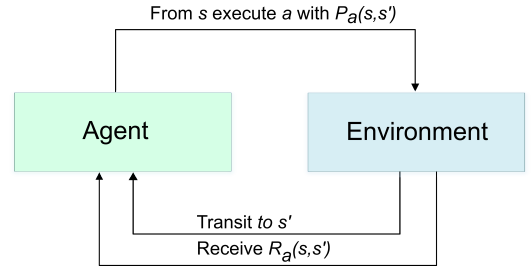 From s execute a with Pa(s,s')
Agent
Environment
Transit to s'
Receive Ra(s,s')